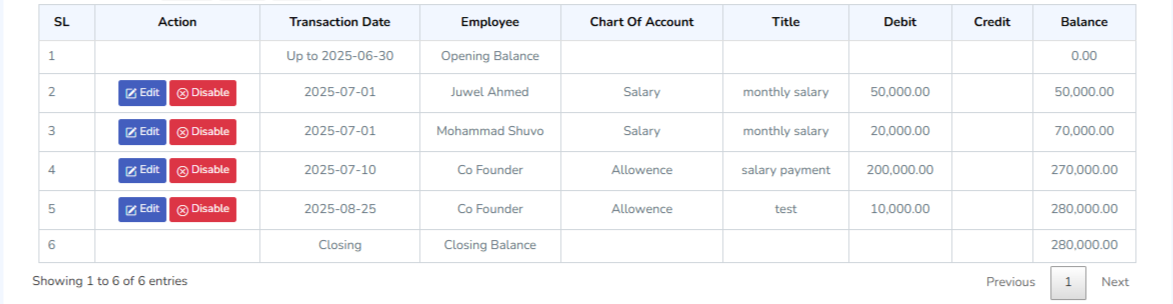 SL Action Transaction Date Employee Chart Of Account Title Debit Credit Balance
1 Up to 2025-06-30 Opening Balance 0.00
2 Edit Disable 2025-07-01 Juwel Ahmed Salary monthly salary 50,000.00 50,000.00
3 Edit Disable 2025-07-01 Mohammad Shuvo Salary monthly salary 20,000.00 70,000.00
4 Edit Disable 2025-07-10 Co Founder Allowence salary payment 200,000.00 270,000.00
5 Edit Disable 2025-08-25 Co Founder Allowence test 10,000.00 280,000.00
6 Closing Closing Balance 280,000.00
Showing 1 to 6 of 6 entries Previous 1 Next